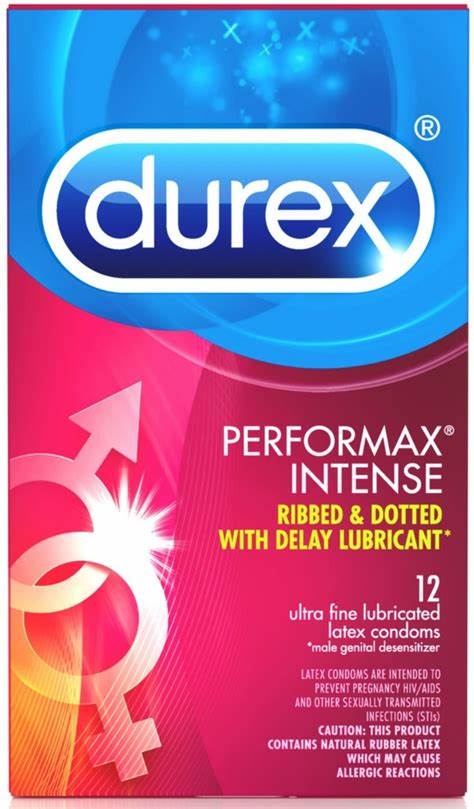 durex®
PERFORMAX®
INTENSE
RIBBED & DOTTED
WITH DELAY LUBRICANT*
12
ultra fine lubricated
latex condoms
*male genital desensitizer
LATEX CONDOMS ARE INTENDED TO
PREVENT PREGNANCY HIV/AIDS
AND OTHER SEXUALLY TRANSMITTED
INFECTIONS (STIs)
CAUTION: THIS PRODUCT
CONTAINS NATURAL RUBBER LATEX
WHICH MAY CAUSE
ALLERGIC REACTIONS